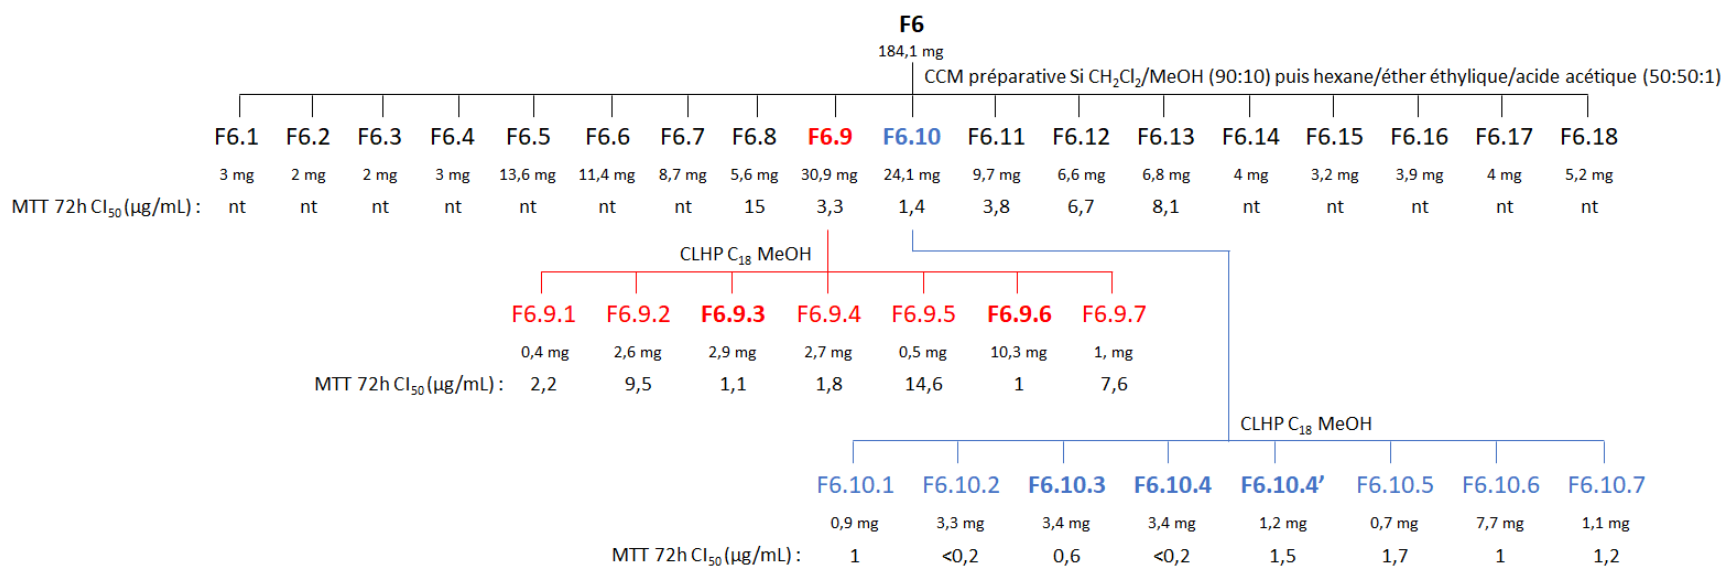 F6
184,1 mg
CCM préparative Si CH₂Cl₂/MeOH (90:10) puis hexane/éther éthylique/acide acétique (50:50:1)
F6.1 F6.2 F6.3 F6.4 F6.5 F6.6 F6.7 F6.8 F6.9 F6.10 F6.11 F6.12 F6.13 F6.14 F6.15 F6.16 F6.17 F6.18
3 mg 2 mg 2 mg 3 mg 13,6 mg 11,4 mg 8,7 mg 5,6 mg 30,9 mg 24,1 mg 9,7 mg 6,6 mg 6,8 mg 4 mg 3,2 mg 3,9 mg 4 mg 5,2 mg
MTT 72h CI₅₀ (µg/mL) : nt nt nt nt nt nt nt 15 3,3 1,4 3,8 6,7 8,1 nt nt nt nt nt
CLHP C₁₈ MeOH
F6.9.1 F6.9.2 F6.9.3 F6.9.4 F6.9.5 F6.9.6 F6.9.7
0,4 mg 2,6 mg 2,9 mg 2,7 mg 0,5 mg 10,3 mg 1, mg
MTT 72h CI₅₀ (µg/mL) : 2,2 9,5 1,1 1,8 14,6 1 7,6
CLHP C₁₈ MeOH
F6.10.1 F6.10.2 F6.10.3 F6.10.4 F6.10.4’ F6.10.5 F6.10.6 F6.10.7
0,9 mg 3,3 mg 3,4 mg 3,4 mg 1,2 mg 0,7 mg 7,7 mg 1,1 mg
MTT 72h CI₅₀ (µg/mL) : 1 <0,2 0,6 <0,2 1,5 1,7 1 1,2